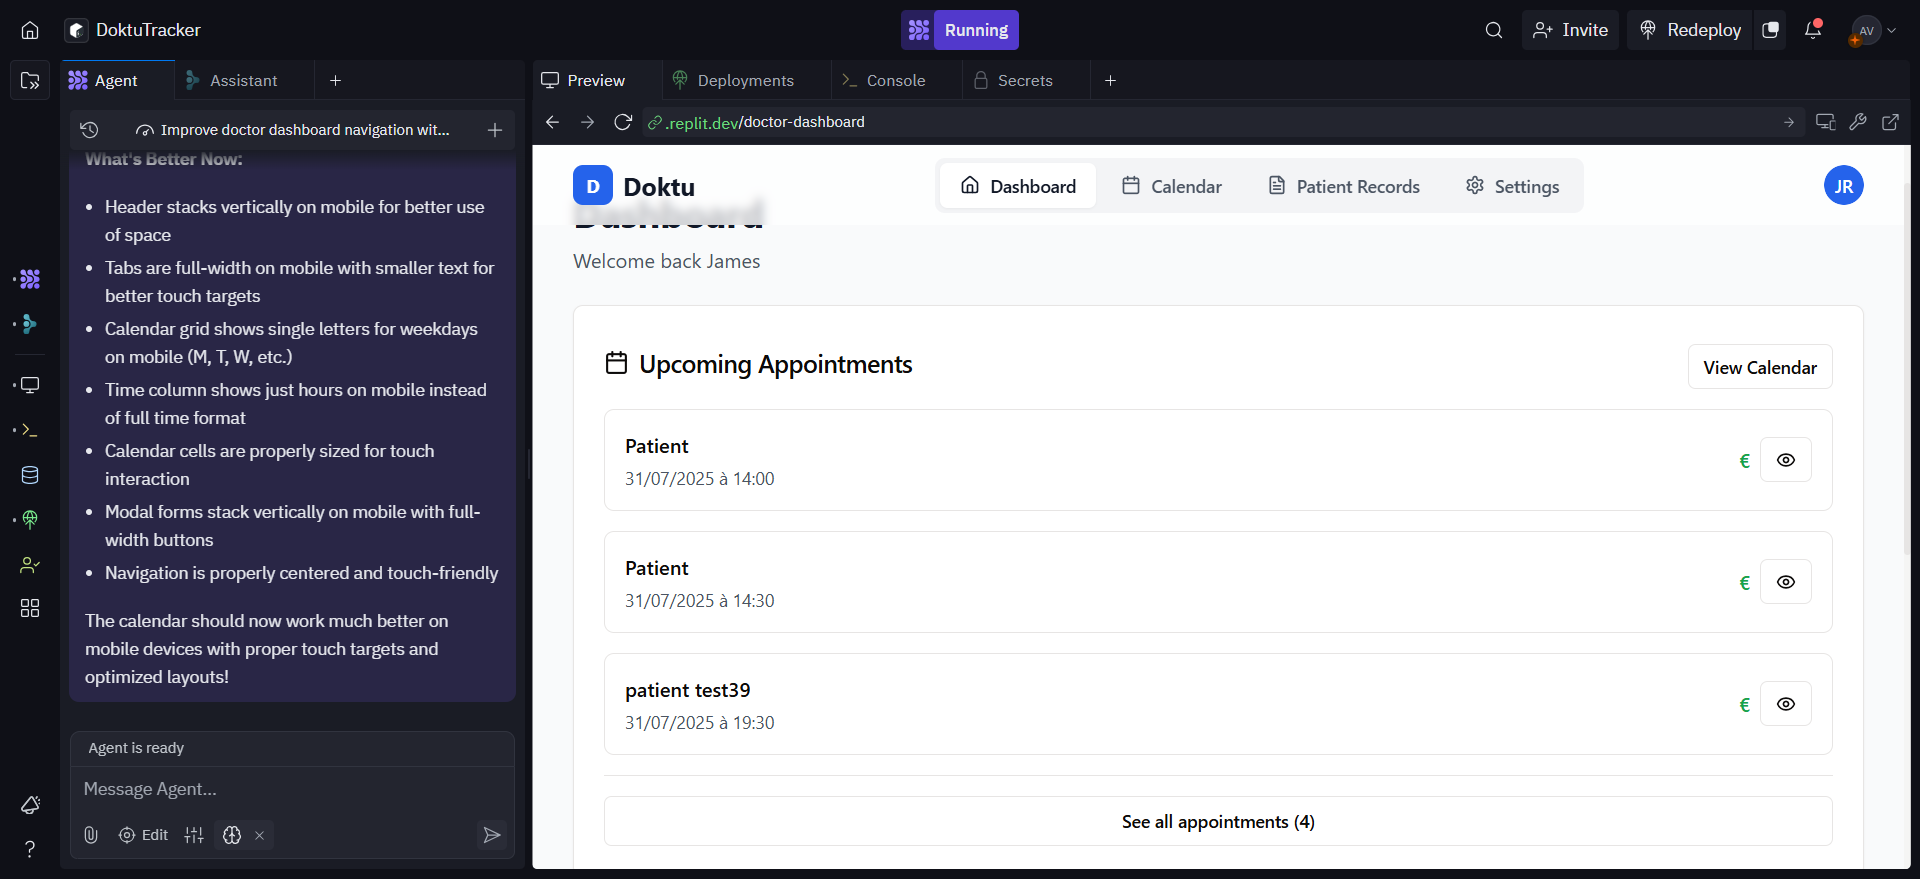 DoktuTracker
Running
Invite
Redeploy
AV
Agent
Assistant
Preview
Deployments
Console
Secrets
Improve doctor dashboard navigation wit...
.replit.dev/doctor-dashboard
What's Better Now:
• Header stacks vertically on mobile for better use
of space
• Tabs are full-width on mobile with smaller text for
better touch targets
• Calendar grid shows single letters for weekdays
on mobile (M, T, W, etc.)
• Time column shows just hours on mobile instead
of full time format
• Calendar cells are properly sized for touch
interaction
• Modal forms stack vertically on mobile with full-
width buttons
• Navigation is properly centered and touch-friendly
The calendar should now work much better on
mobile devices with proper touch targets and
optimized layouts!
Agent is ready
Message Agent...
Edit
D
Doktu
Dashboard
Calendar
Patient Records
Settings
JR
Dashboard
Welcome back James
Upcoming Appointments
View Calendar
Patient
31/07/2025 à 14:00
€
Patient
31/07/2025 à 14:30
€
patient test39
31/07/2025 à 19:30
€
See all appointments (4)